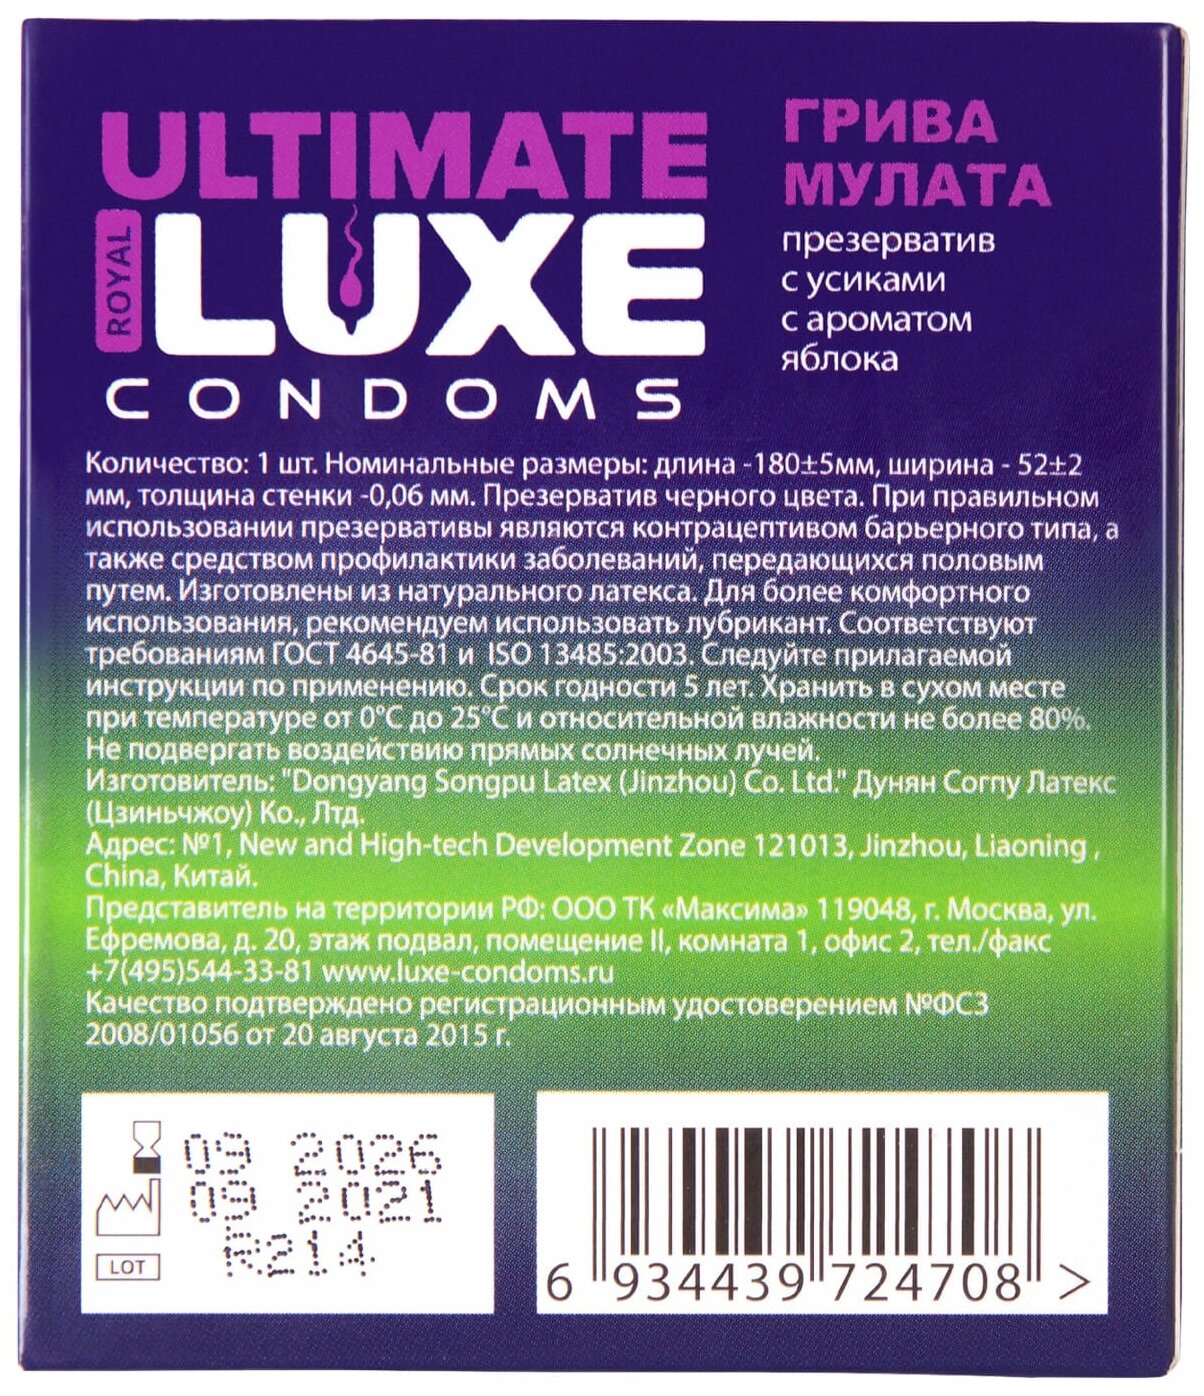 ULTIMATE
ROYAL
LUXE
CONDOMS
ГРИВА
МУЛАТА
презерватив
с усиками
с ароматом
яблока
Количество: 1 шт. Номинальные размеры: длина -180±5мм, ширина - 52±2
мм, толщина стенки -0,06 мм. Презерватив черного цвета. При правильном
использовании презервативы являются контрацептивом барьерного типа, а
также средством профилактики заболеваний, передающихся половым
путем. Изготовлены из натурального латекса. Для более комфортного
использования, рекомендуем использовать лубрикант. Соответствуют
требованиям ГОСТ 4645-81 и ISO 13485:2003. Следуйте прилагаемой
инструкции по применению. Срок годности 5 лет. Хранить в сухом месте
при температуре от 0°С до 25°С и относительной влажности не более 80%.
Не подвергать воздействию прямых солнечных лучей.
Изготовитель: "Dongyang Songpu Latex (Jinzhou) Co. Ltd." Дунян Согпу Латекс
(Цзиньчжоу) Ко., Лтд.
Адрес: №1, New and High-tech Development Zone 121013, Jinzhou, Liaoning ,
China, Китай.
Представитель на территории РФ: ООО ТК «Максима» 119048, г. Москва, ул.
Ефремова, д. 20, этаж подвал, помещение II, комната 1, офис 2, тел./факс
+7(495)544-33-81 www.luxe-condoms.ru
Качество подтверждено регистрационным удостоверением №ФСЗ
2008/01056 от 20 августа 2015 г.
09 2026
09 2021
LOT R214
6 934439 724708 >